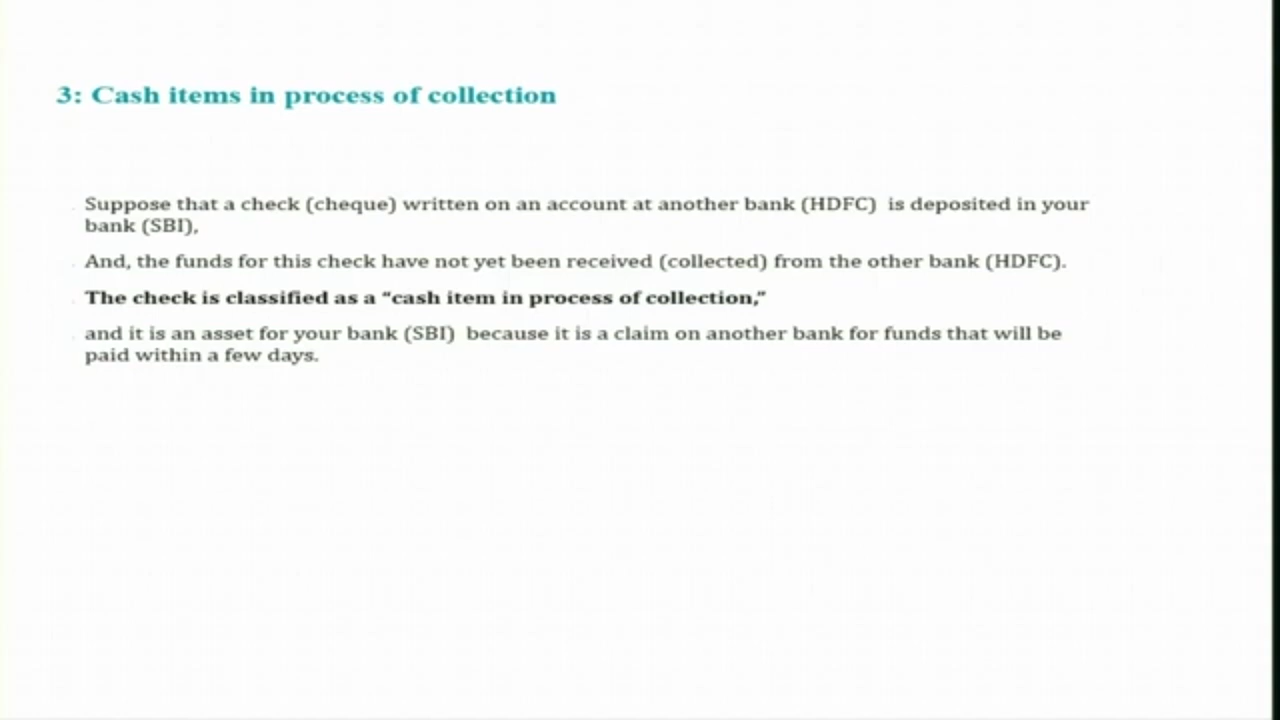 3: Cash items in process of collection
Suppose that a check (cheque) written on an account at another bank (HDFC) is deposited in your
bank (SBI),
And, the funds for this check have not yet been received (collected) from the other bank (HDFC).
The check is classified as a “cash item in process of collection,”
and it is an asset for your bank (SBI) because it is a claim on another bank for funds that will be
paid within a few days.